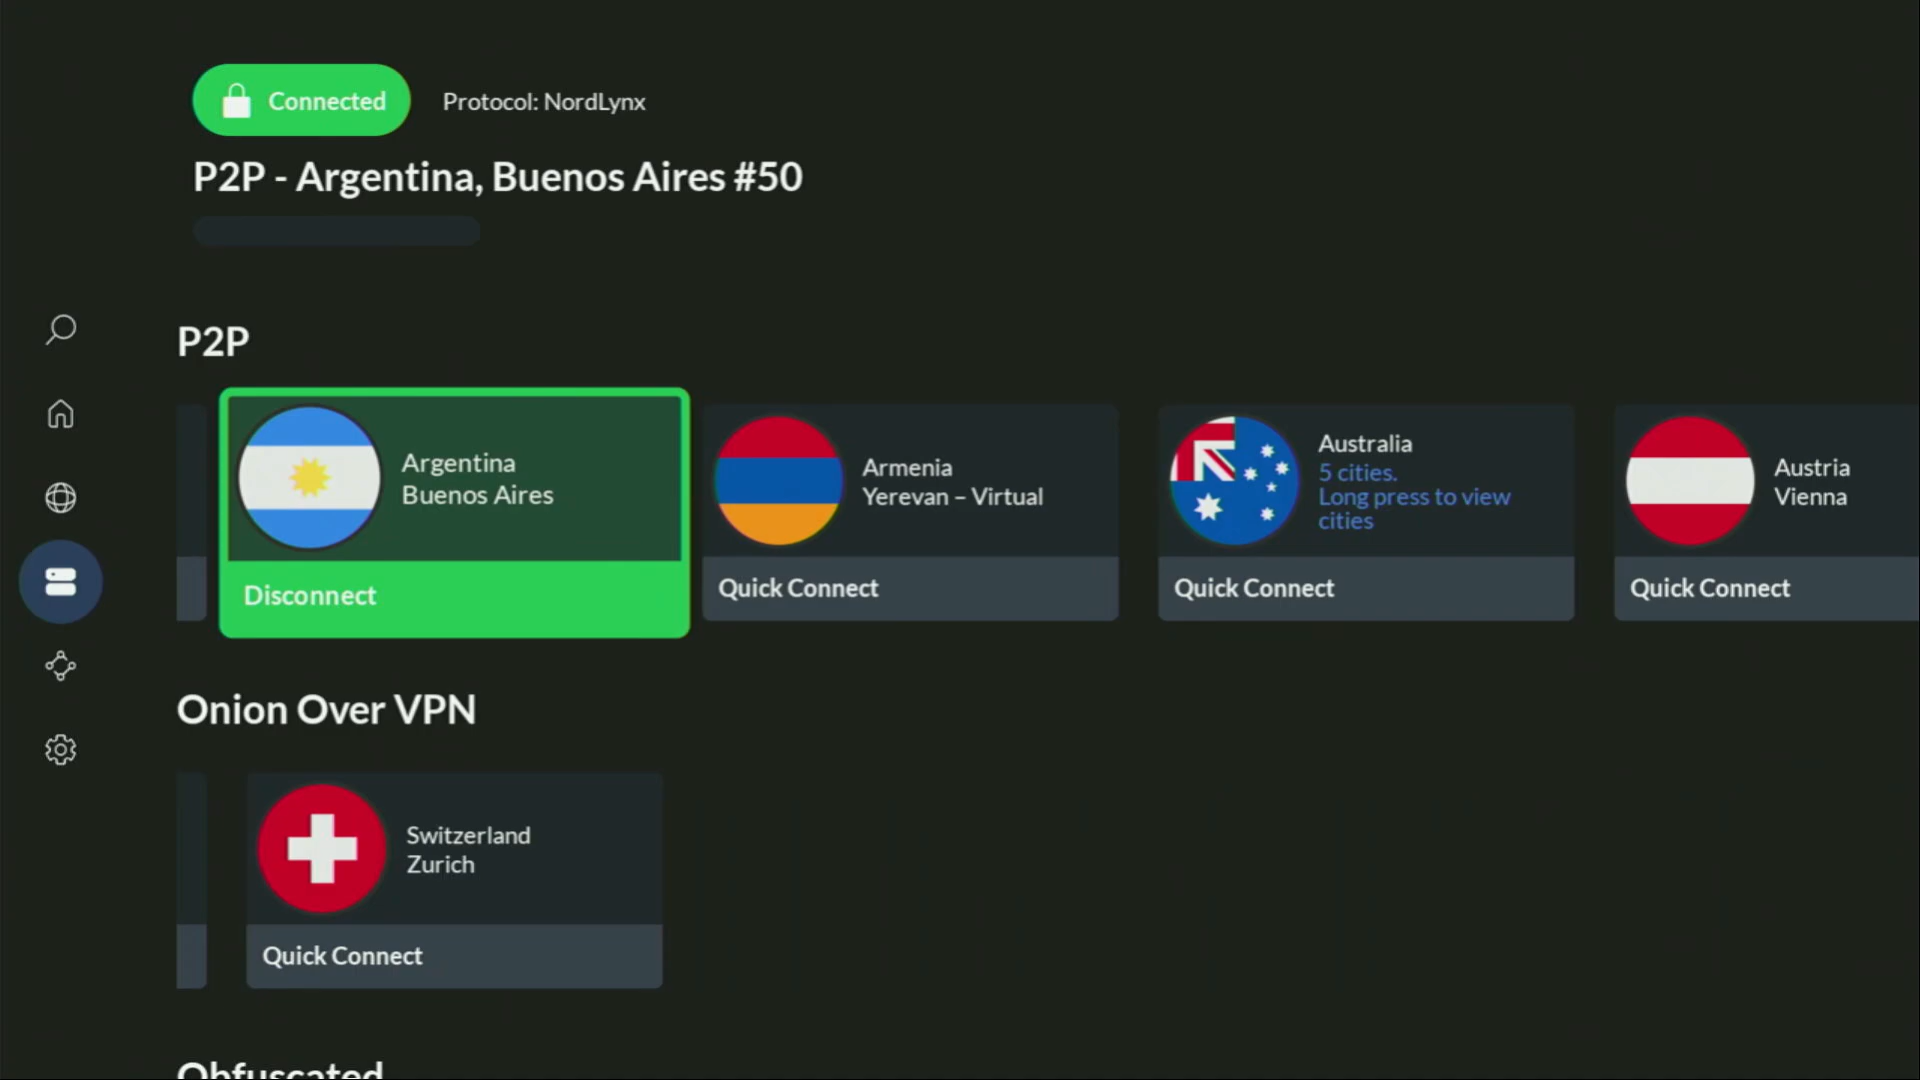 Connected
Protocol: NordLynx
P2P - Argentina, Buenos Aires #50
P2P
Argentina
Buenos Aires
Disconnect
Armenia
Yerevan – Virtual
Quick Connect
Australia
5 cities.
Long press to view
cities
Quick Connect
Austria
Vienna
Quick Connect
Onion Over VPN
Switzerland
Zurich
Quick Connect
Obfuscated